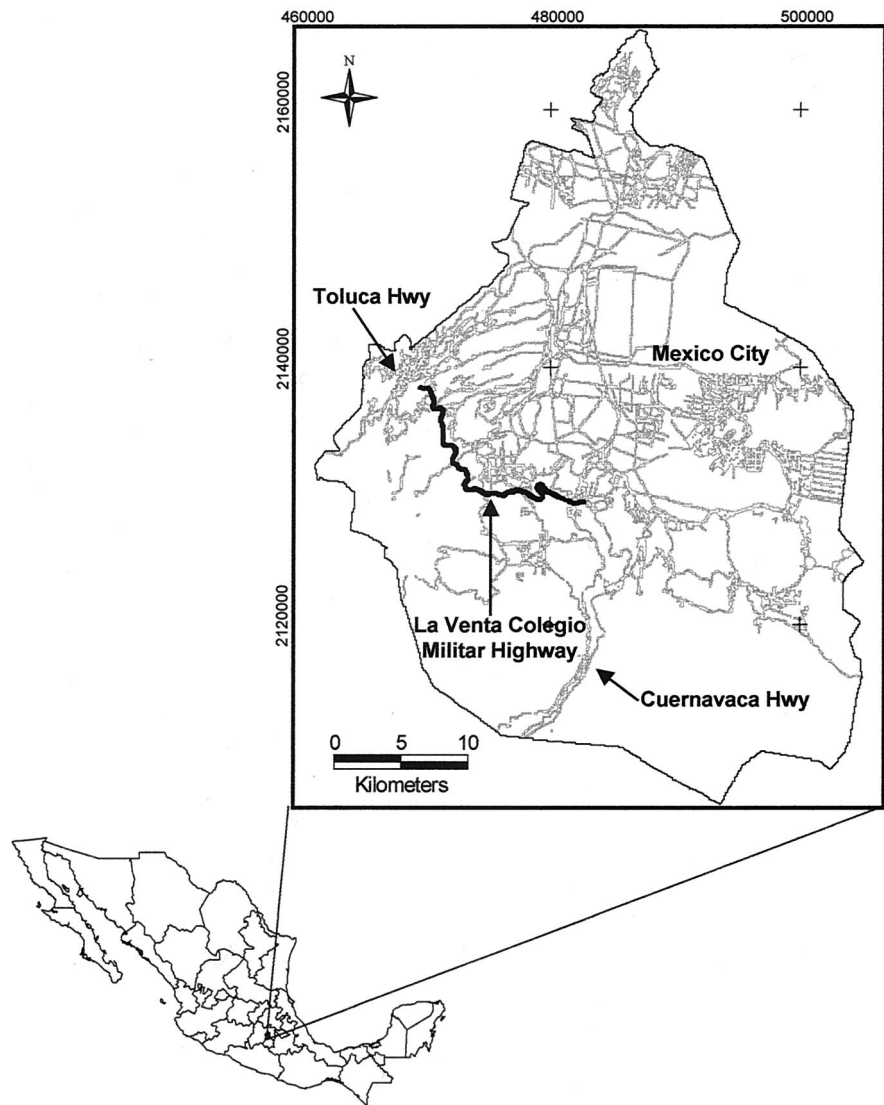 460000 480000 500000
N
2160000
Toluca Hwy
2140000
Mexico City
2120000
La Venta Colegio
Militar Highway
Cuernavaca Hwy
0 5 10
Kilometers